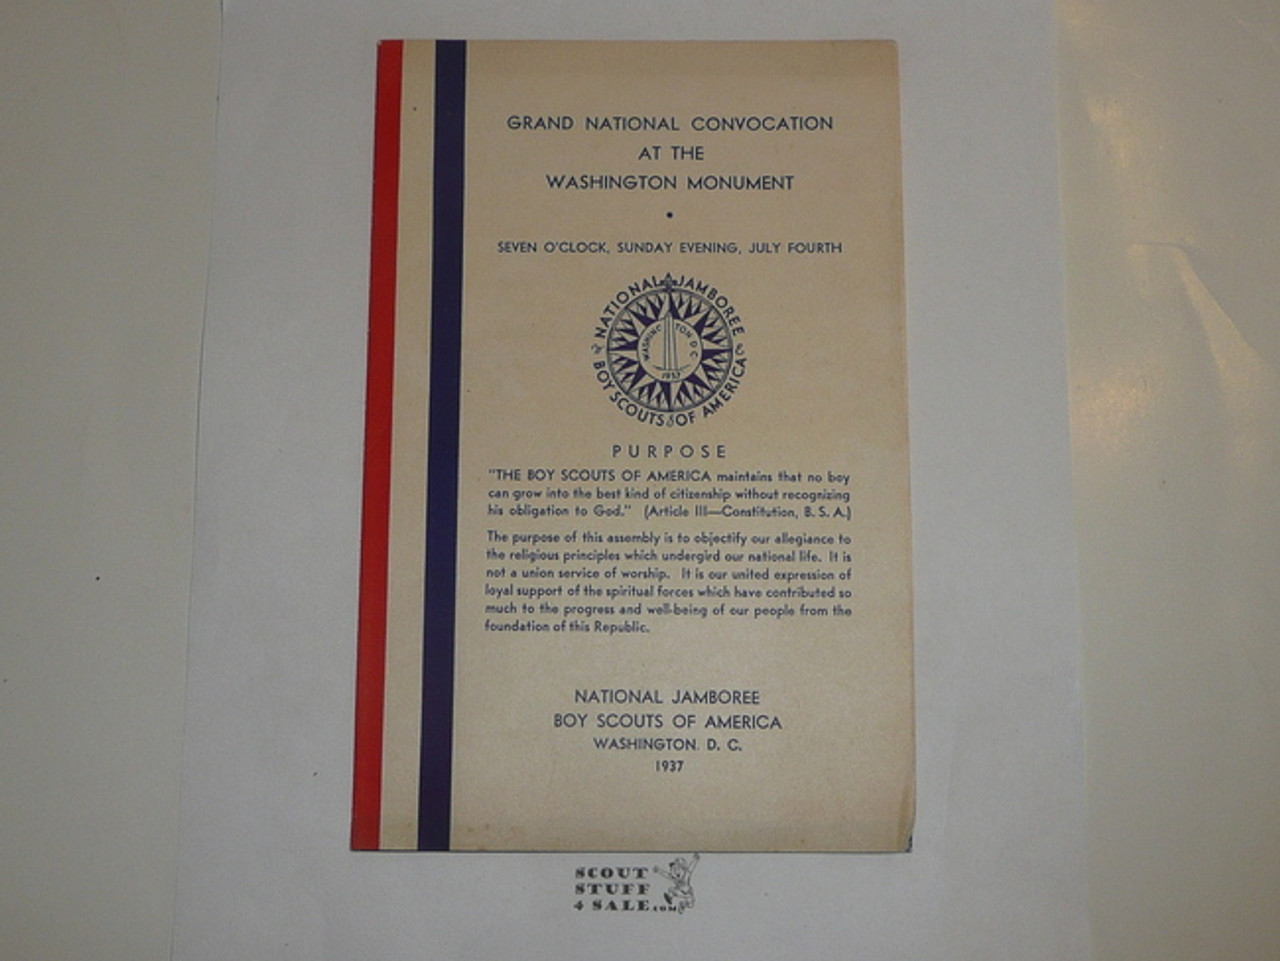 GRAND NATIONAL CONVOCATION
AT THE
WASHINGTON MONUMENT
•
SEVEN O'CLOCK, SUNDAY EVENING, JULY FOURTH
NATIONAL JAMBOREE
WASHINGTON D C
1937
BOY SCOUTS OF AMERICA
PURPOSE
"THE BOY SCOUTS OF AMERICA maintains that no boy
can grow into the best kind of citizenship without recognizing
his obligation to God." (Article III—Constitution, B. S. A.)
The purpose of this assembly is to objectify our allegiance to
the religious principles which undergird our national life. It is
not a union service of worship. It is our united expression of
loyal support of the spiritual forces which have contributed so
much to the progress and well-being of our people from the
foundation of this Republic.
NATIONAL JAMBOREE
BOY SCOUTS OF AMERICA
WASHINGTON, D. C.
1937
SCOUT
STUFF
4 SALE.COM